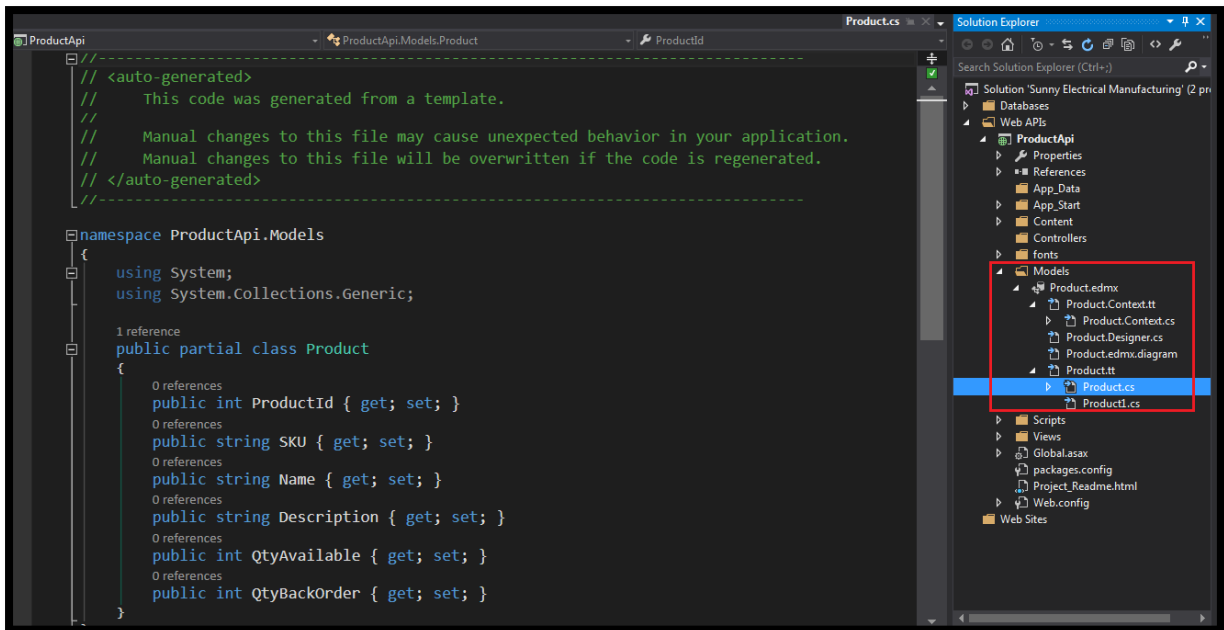 Product.cs
ProductApi
ProductApi.Models.Product
ProductId
//------------------------------------------------------------------------------
// <auto-generated>
//     This code was generated from a template.
//
//     Manual changes to this file may cause unexpected behavior in your application.
//     Manual changes to this file will be overwritten if the code is regenerated.
// </auto-generated>
//------------------------------------------------------------------------------
namespace ProductApi.Models
{
using System;
using System.Collections.Generic;
1 reference
public partial class Product
{
0 references
public int ProductId { get; set; }
0 references
public string SKU { get; set; }
0 references
public string Name { get; set; }
0 references
public string Description { get; set; }
0 references
public int QtyAvailable { get; set; }
0 references
public int QtyBackOrder { get; set; }
}
Solution Explorer
Search Solution Explorer (Ctrl+;)
Solution 'Sunny Electrical Manufacturing' (2 pr
Databases
Web APIs
ProductApi
Properties
References
App_Data
App_Start
Content
Controllers
fonts
Models
Product.edmx
Product.Context.tt
Product.Context.cs
Product.Designer.cs
Product.edmx.diagram
Product.tt
Product.cs
Product1.cs
Scripts
Views
Global.asax
packages.config
Project_Readme.html
Web.config
Web Sites